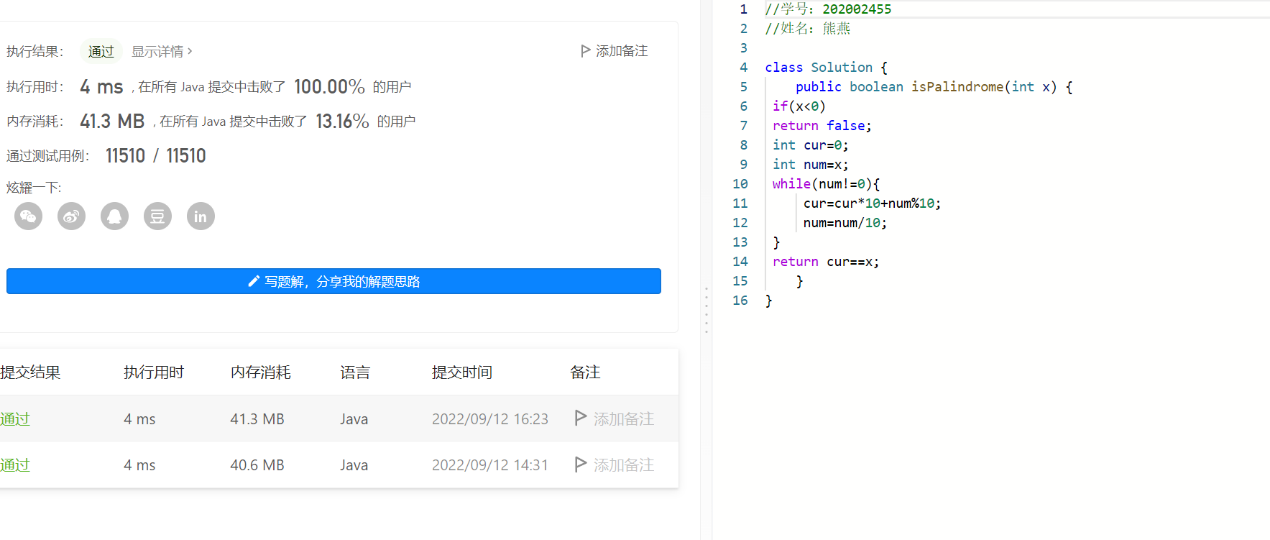 执行结果： 通过 显示详情 >
添加备注
执行用时： 4 ms , 在所有 Java 提交中击败了 100.00% 的用户
内存消耗： 41.3 MB , 在所有 Java 提交中击败了 13.16% 的用户
通过测试用例： 11510 / 11510
炫耀一下:
豆
in
写题解，分享我的解题思路
提交结果 执行用时 内存消耗 语言 提交时间 备注
通过 4 ms 41.3 MB Java 2022/09/12 16:23 添加备注
通过 4 ms 40.6 MB Java 2022/09/12 14:31 添加备注
1 //学号：202002455
2 //姓名：熊燕
3
4 class Solution {
5 public boolean isPalindrome(int x) {
6 if(x<0)
7 return false;
8 int cur=0;
9 int num=x;
10 while(num!=0){
11 cur=cur*10+num%10;
12 num=num/10;
13 }
14 return cur==x;
15 }
16 }